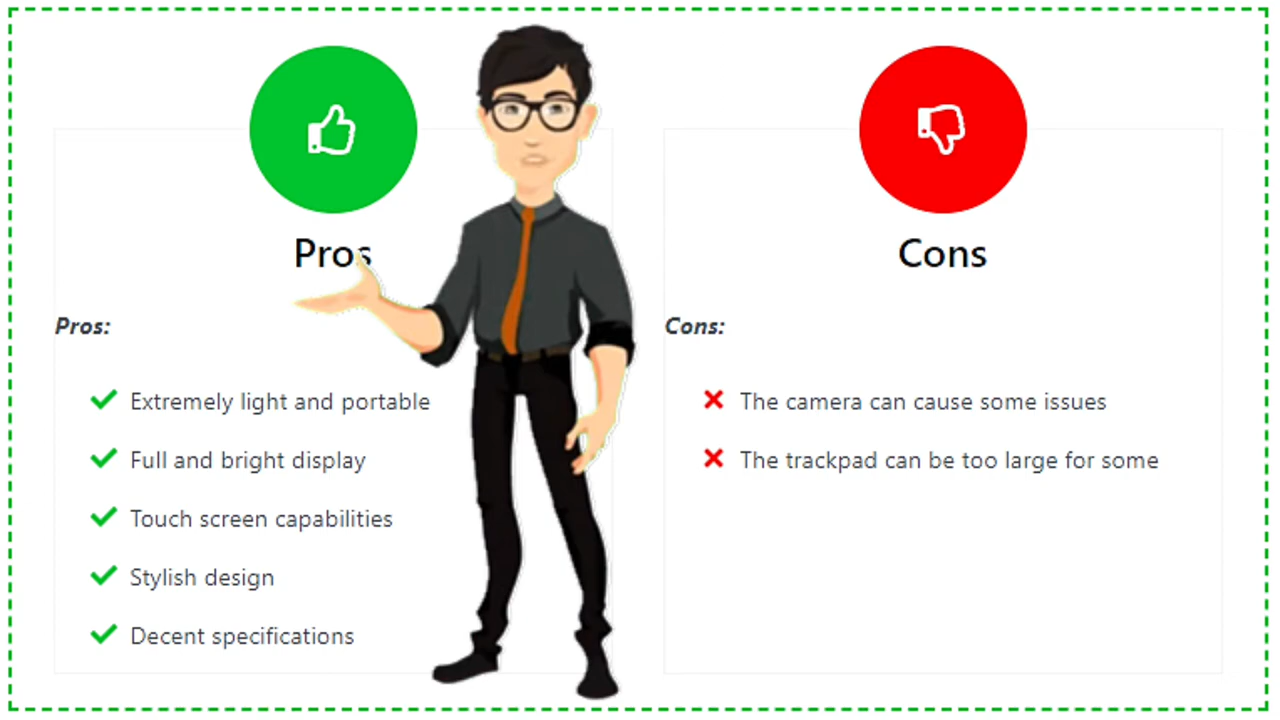 Pros
Pros:
Extremely light and portable
Full and bright display
Touch screen capabilities
Stylish design
Decent specifications
Cons
Cons:
The camera can cause some issues
The trackpad can be too large for some